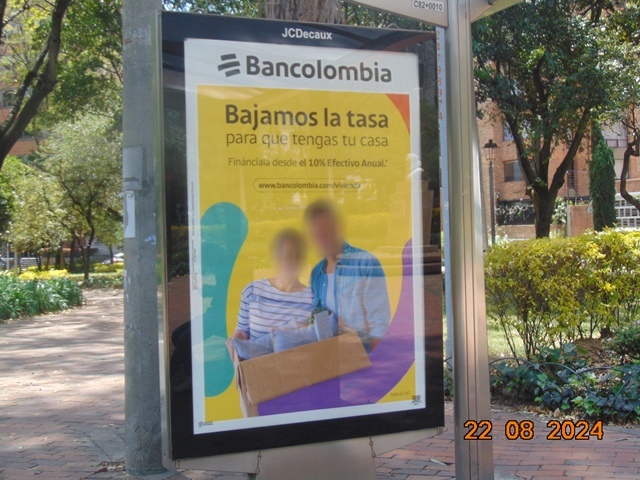 C82+0010
JCDecaux
Bancolombia
Bajamos la tasa
para que tengas tu casa
Fináncìala desde el 10% Efectivo Anual.*
www.bancolombia.com/vivienda
22 08 2024